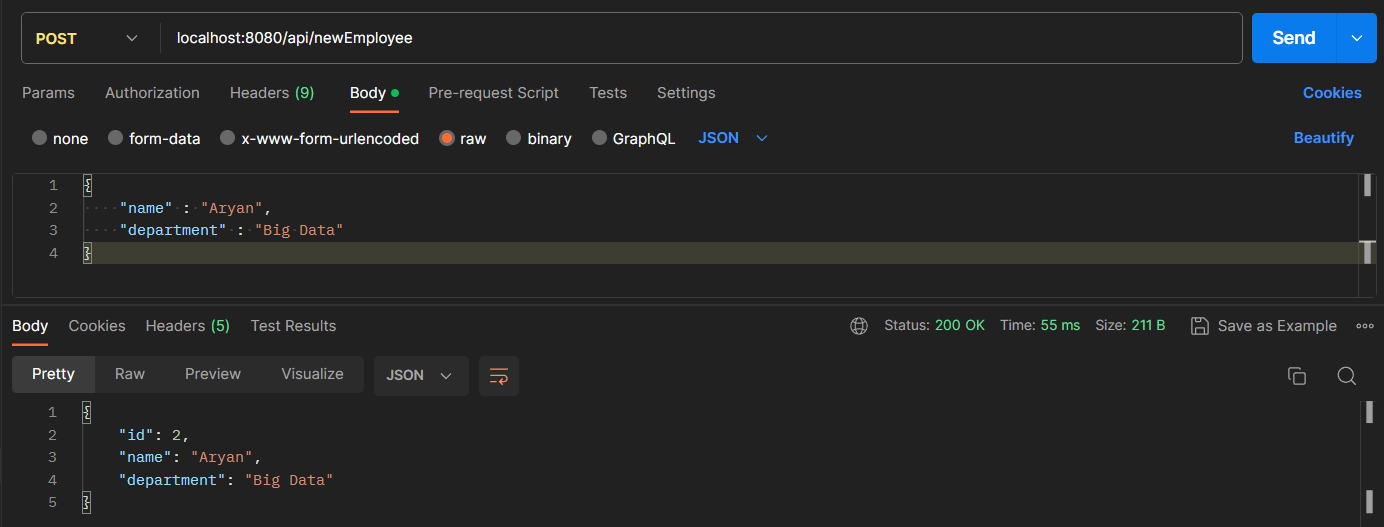 POST localhost:8080/api/newEmployee Send
Params Authorization Headers (9) Body Pre-request Script Tests Settings Cookies
none form-data x-www-form-urlencoded raw binary GraphQL JSON Beautify
1 {
2 "name" : "Aryan",
3 "department" : "Big Data"
4 }
Body Cookies Headers (5) Test Results Status: 200 OK Time: 55 ms Size: 211 B Save as Example
Pretty Raw Preview Visualize JSON
1 {
2 "id": 2,
3 "name": "Aryan",
4 "department": "Big Data"
5 }